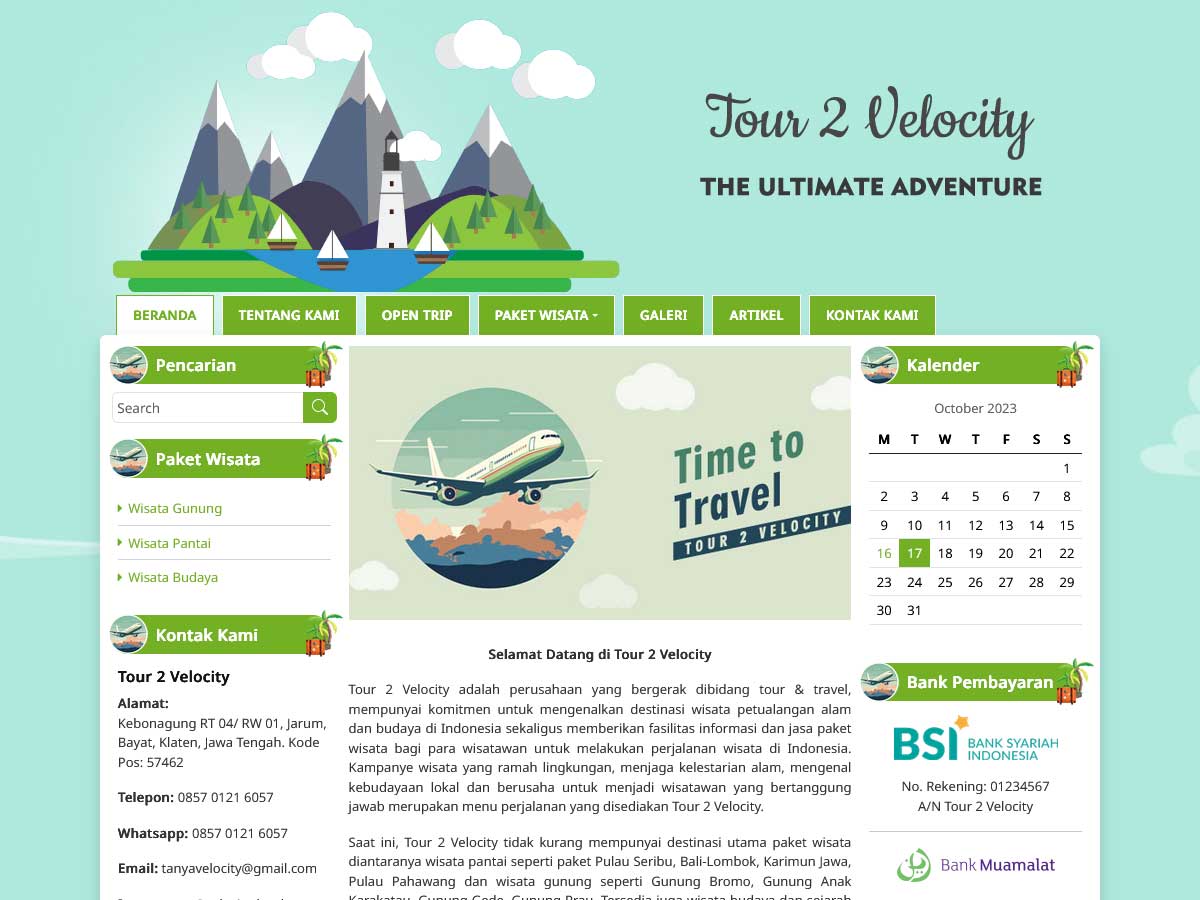 Tour 2 Velocity
THE ULTIMATE ADVENTURE
BERANDA
TENTANG KAMI
OPEN TRIP
PAKET WISATA
GALERI
ARTIKEL
KONTAK KAMI
Pencarian
Search
Paket Wisata
Wisata Gunung
Wisata Pantai
Wisata Budaya
Kontak Kami
Tour 2 Velocity
Alamat:
Kebonagung RT 04/ RW 01, Jarum,
Bayat, Klaten, Jawa Tengah. Kode
Pos: 57462
Telepon: 0857 0121 6057
Whatsapp: 0857 0121 6057
Email: tanyavelocity@gmail.com
Time to
Travel
TOUR 2 VELOCITY
Selamat Datang di Tour 2 Velocity
Tour 2 Velocity adalah perusahaan yang bergerak dibidang tour & travel,
mempunyai komitmen untuk mengenalkan destinasi wisata petualangan alam
dan budaya di Indonesia sekaligus memberikan fasilitas informasi dan jasa paket
wisata bagi para wisatawan untuk melakukan perjalanan wisata di Indonesia.
Kampanye wisata yang ramah lingkungan, menjaga kelestarian alam, mengenal
kebudayaan lokal dan berusaha untuk menjadi wisatawan yang bertanggung
jawab merupakan menu perjalanan yang disediakan Tour 2 Velocity.
Saat ini, Tour 2 Velocity tidak kurang mempunyai destinasi utama paket wisata
diantaranya wisata pantai seperti paket Pulau Seribu, Bali-Lombok, Karimun Jawa,
Pulau Pahawang dan wisata gunung seperti Gunung Bromo, Gunung Anak
Karakatau, Gunung Gede, Gunung Prau. Tersedia juga wisata budaya dan sejarah
Kalender
October 2023
M T W T F S S
1
2 3 4 5 6 7 8
9 10 11 12 13 14 15
16 17 18 19 20 21 22
23 24 25 26 27 28 29
30 31
Bank Pembayaran
BSI BANK SYARIAH
INDONESIA
No. Rekening: 01234567
A/N Tour 2 Velocity
Bank Muamalat